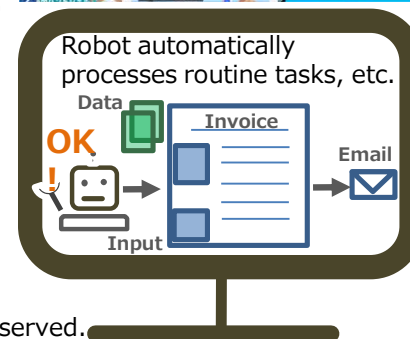 Robot automatically
processes routine tasks, etc.
Data
Invoice
OK
!
Email
Input
served.